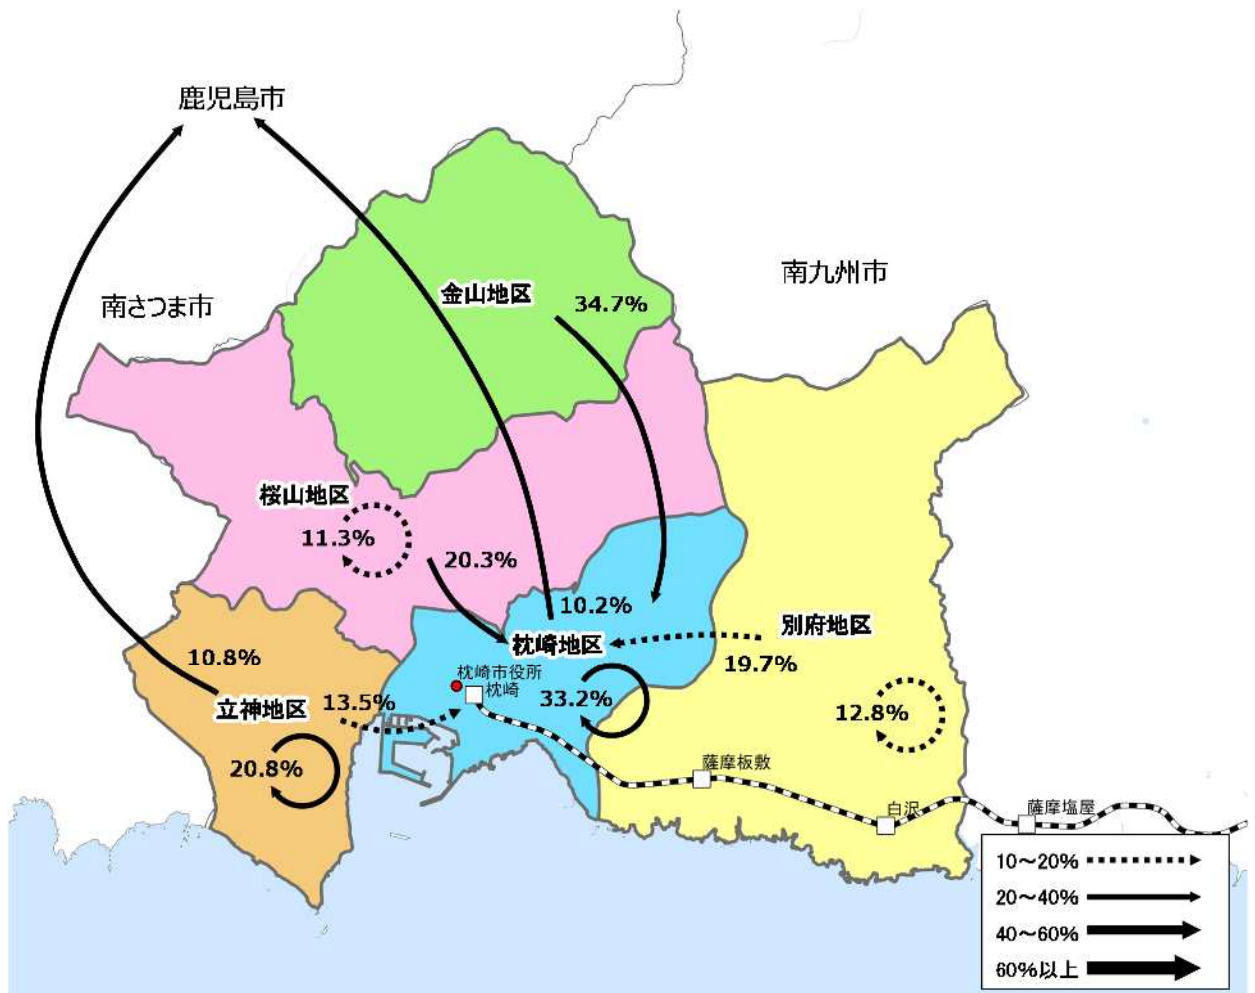 鹿児島市
南九州市
金山地区
34.7%
南さつま市
桜山地区
11.3%
20.3%
10.2%
別府地区
枕崎地区
19.7%
10.8%
枕崎市役所
枕崎
33.2%
13.5%
立神地区
12.8%
20.8%
薩摩板敷
白沢
薩摩塩屋
10～20%
20～40%
40～60%
60%以上